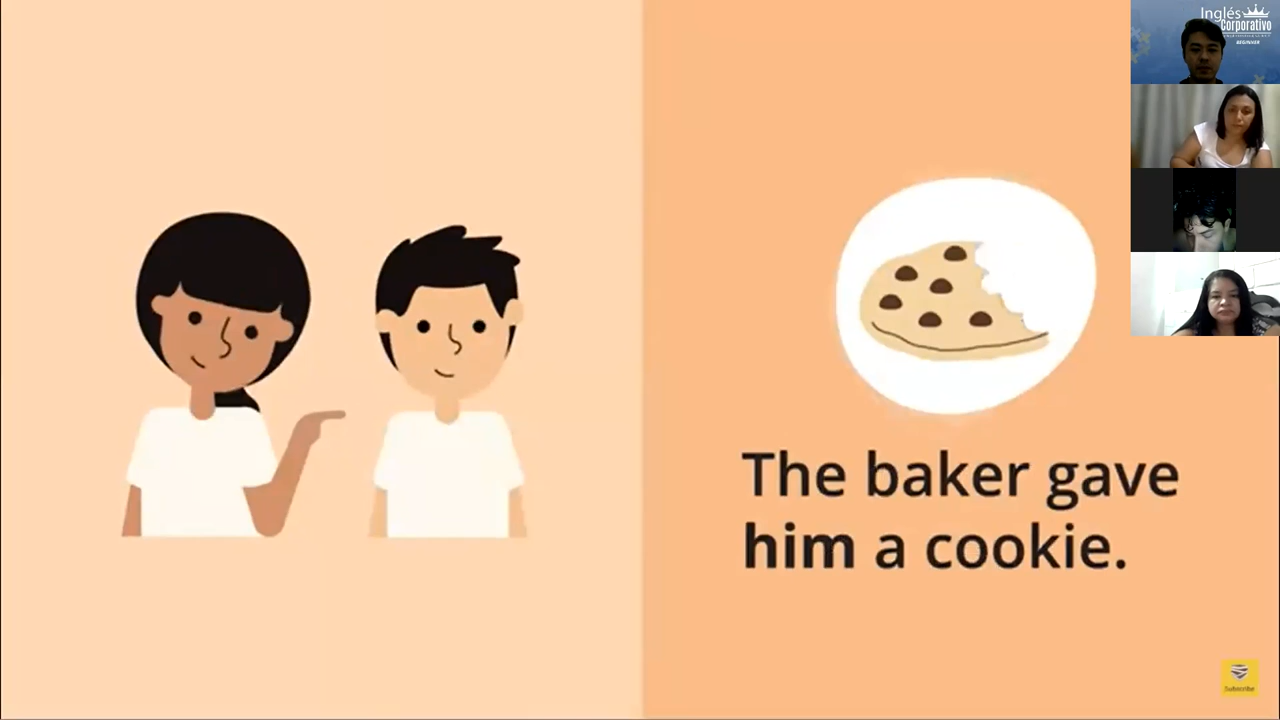 The baker gave
him a cookie.
Inglés
Corporativo
BEGINNER
Subscribe